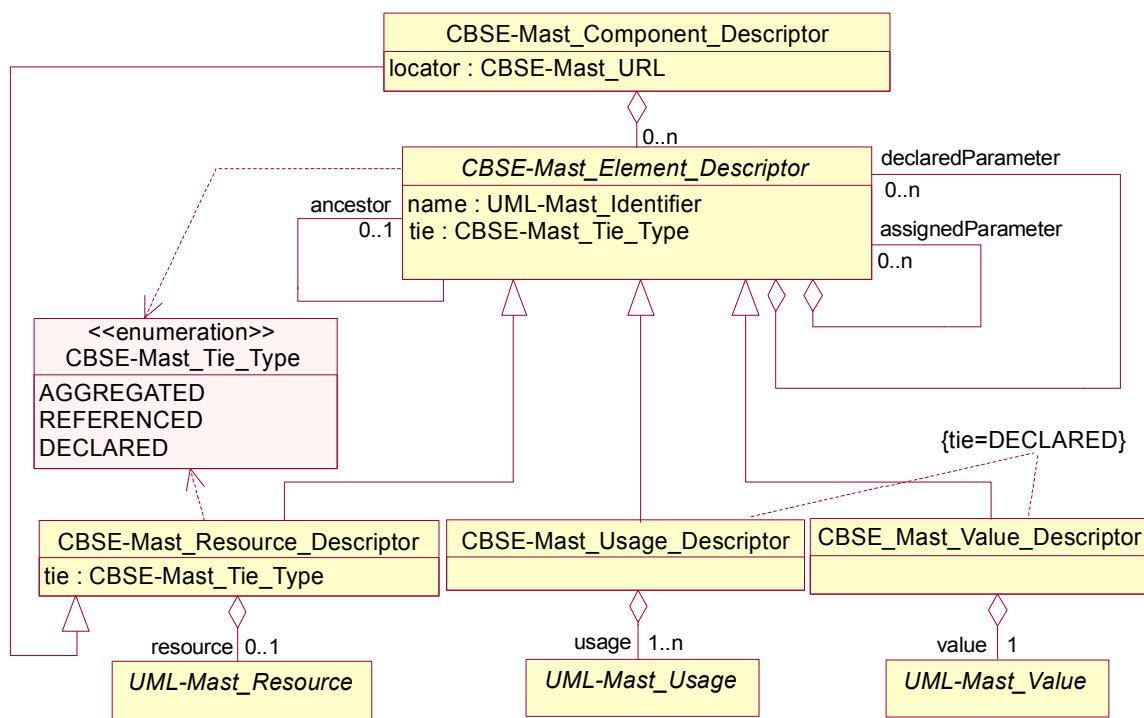 CBSE-Mast_Component_Descriptor
locator : CBSE-Mast_URL
0..n
CBSE-Mast_Element_Descriptor
name : UML-Mast_Identifier
tie : CBSE-Mast_Tie_Type
declaredParameter
0..n
ancestor
0..1
assignedParameter
0..n
<<enumeration>>
CBSE-Mast_Tie_Type
AGGREGATED
REFERENCED
DECLARED
{tie=DECLARED}
CBSE-Mast_Resource_Descriptor
tie : CBSE-Mast_Tie_Type
CBSE-Mast_Usage_Descriptor
CBSE_Mast_Value_Descriptor
resource 0..1
usage 1..n
value 1
UML-Mast_Resource
UML-Mast_Usage
UML-Mast_Value